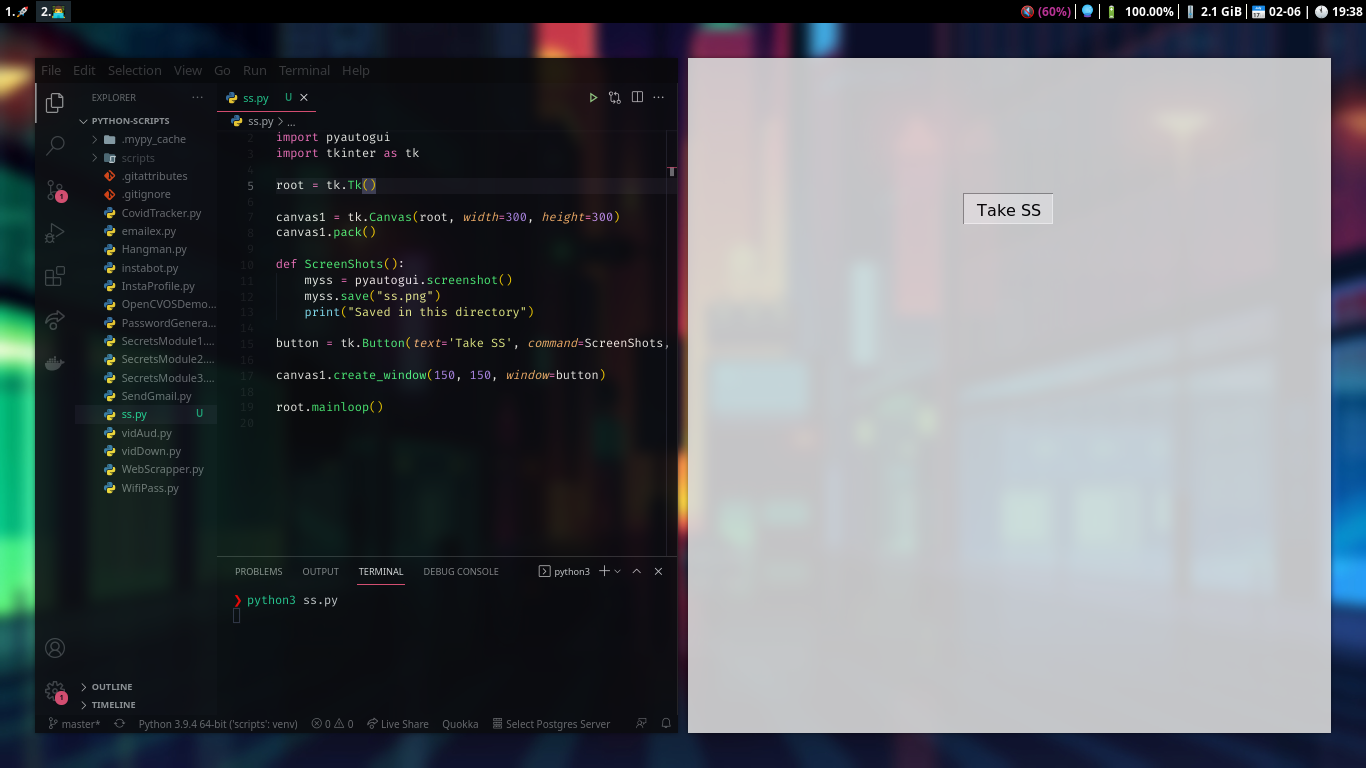 1.🚀 2.👨‍💻 (60%) 100.00% 2.1 GiB 02-06 19:38
File Edit Selection View Go Run Terminal Help
EXPLORER ...
PYTHON-SCRIPTS
.mypy_cache
scripts
.gitattributes
.gitignore
CovidTracker.py
emailex.py
Hangman.py
instabot.py
InstaProfile.py
OpenCVOSDemo...
PasswordGenera...
SecretsModule1....
SecretsModule2....
SecretsModule3....
SendGmail.py
ss.py U
vidAud.py
vidDown.py
WebScrapper.py
WifiPass.py
OUTLINE
TIMELINE
ss.py U
ss.py > ...
2 import pyautogui
3 import tkinter as tk
4
5 root = tk.Tk()
6
7 canvas1 = tk.Canvas(root, width=300, height=300)
8 canvas1.pack()
9
10 def ScreenShots():
11 myss = pyautogui.screenshot()
12 myss.save("ss.png")
13 print("Saved in this directory")
14
15 button = tk.Button(text='Take SS', command=ScreenShots,
16
17 canvas1.create_window(150, 150, window=button)
18
19 root.mainloop()
20
PROBLEMS OUTPUT TERMINAL DEBUG CONSOLE python3
❯ python3 ss.py
1
1
master* Python 3.9.4 64-bit ('scripts': venv) 0 0 Live Share Quokka Select Postgres Server
Take SS